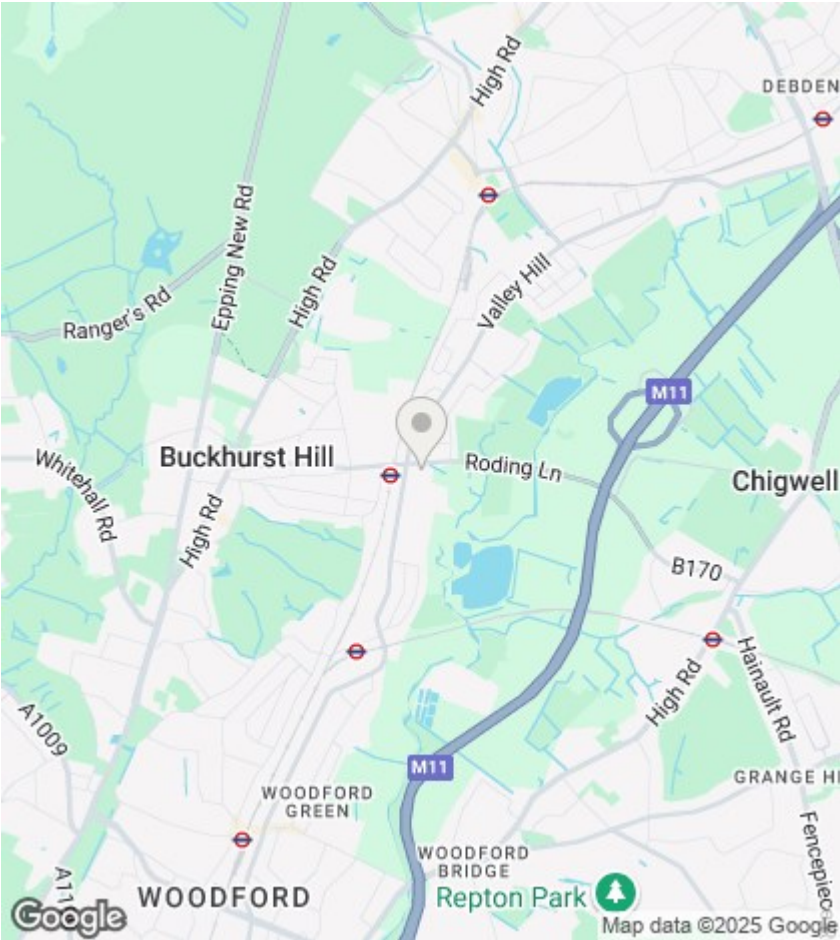 High Rd
DEBDEN
Epping New Rd
High Rd
Valley Hill
Ranger's Rd
M11
Buckhurst Hill
Roding Ln
Whitehall Rd
Chigwell
High Rd
B170
High Rd
Hainault Rd
A1009
M11
GRANGE HI
WOODFORD
GREEN
WOODFORD
BRIDGE
Fencepiece
A11
WOODFORD
Repton Park
Google
Map data ©2025 Google